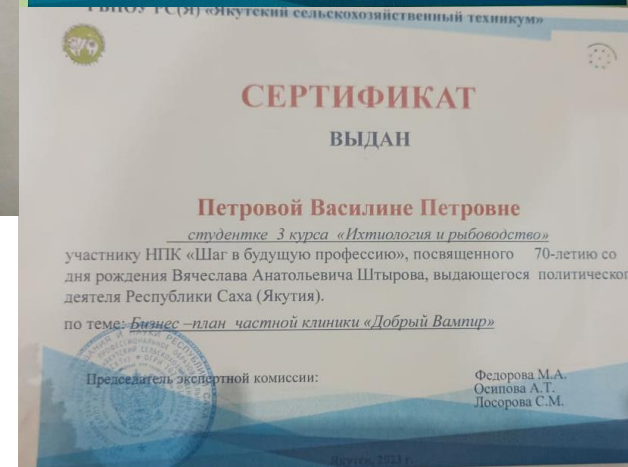 ГБПОУ РС(Я) «Якутский сельскохозяйственный техникум»
СЕРТИФИКАТ
ВЫДАН
Петровой Василине Петровне
студентке 3 курса «Ихтиология и рыбоводство»
участнику НПК «Шаг в будущую профессию», посвященного 70-летию со
дня рождения Вячеслава Анатольевича Штырова, выдающегося политическог
деятеля Республики Саха (Якутия).
по теме: Бизнес –план частной клиники «Добрый Вампир»
Председатель экспертной комиссии:
Федорова М.А.
Осипова А.Т.
Лосорова С.М.
Якутск, 2023 г.